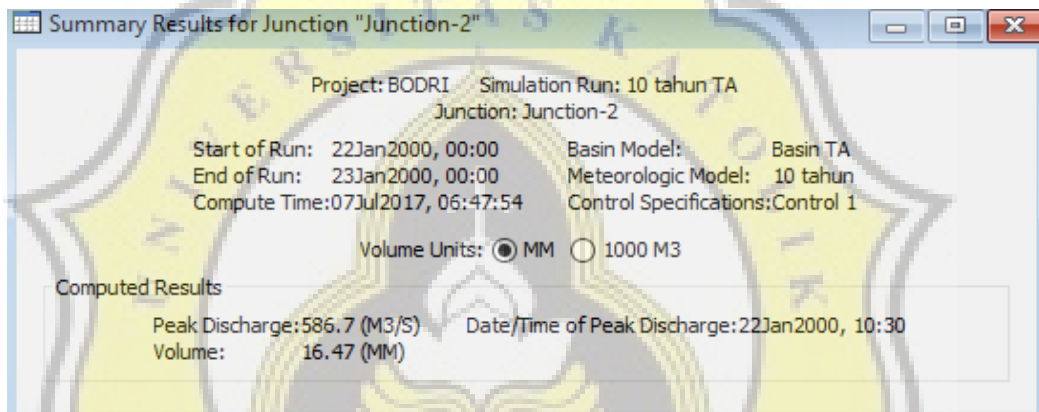 Summary Results for Junction "Junction-2"
Project: BODRI Simulation Run: 10 tahun TA
Junction: Junction-2
Start of Run: 22Jan2000, 00:00 Basin Model: Basin TA
End of Run: 23Jan2000, 00:00 Meteorologic Model: 10 tahun
Compute Time:07Jul2017, 06:47:54 Control Specifications:Control 1
Volume Units: MM 1000 M3
Computed Results
Peak Discharge:586.7 (M3/S) Date/Time of Peak Discharge:22Jan2000, 10:30
Volume: 16.47 (MM)